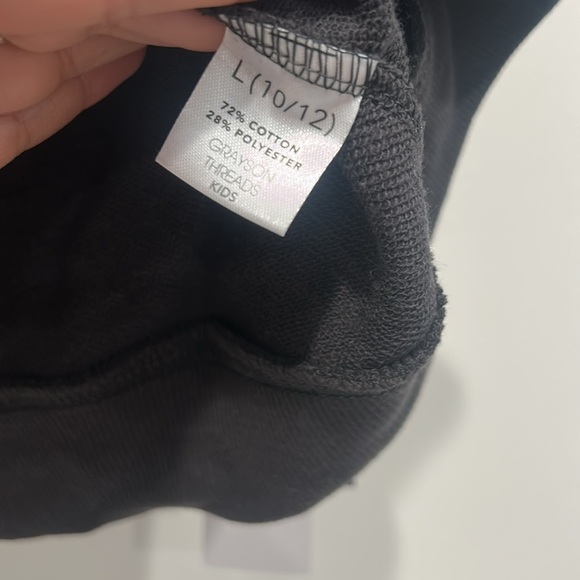 L (10/12)
72% COTTON
28% POLYESTER
GRAYSON
THREADS
KIDS